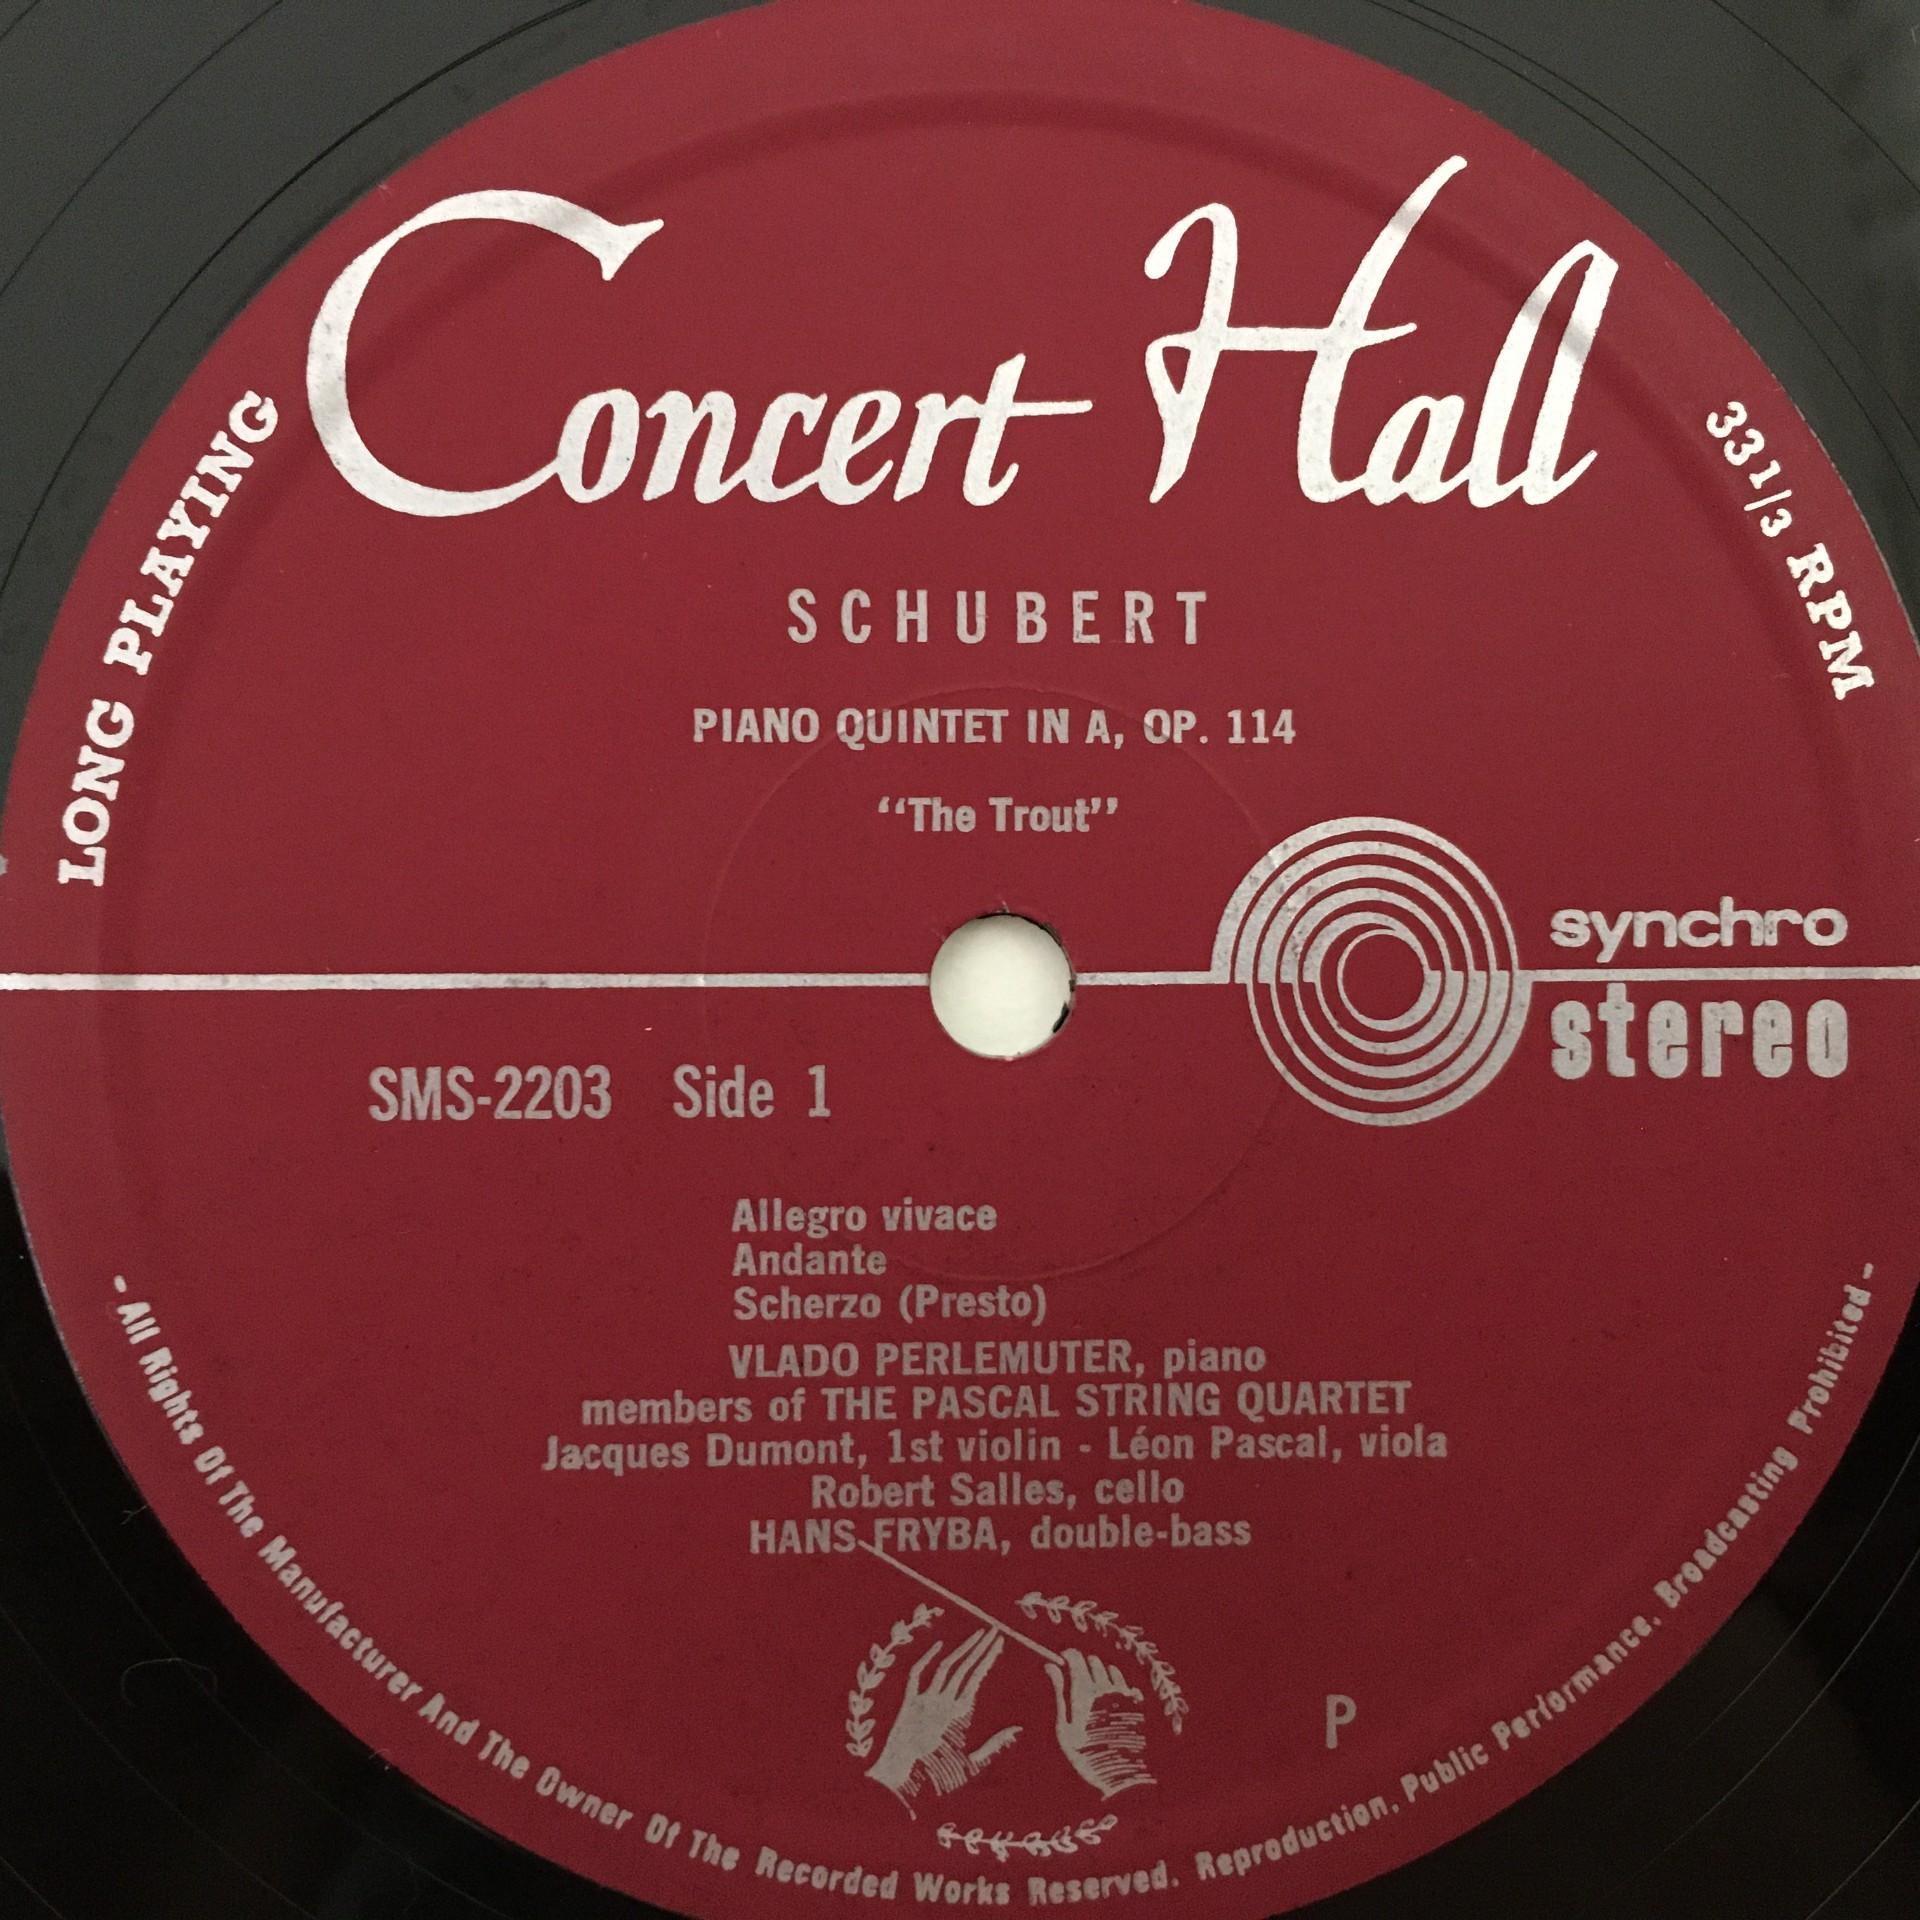 Concert Hall
LONG PLAYING
33 1/3 RPM
SCHUBERT
PIANO QUINTET IN A, OP. 114
“The Trout”
synchro
stereo
SMS-2203 Side 1
Allegro vivace
Andante
Scherzo (Presto)
VLADO PERLEMUTER, piano
members of THE PASCAL STRING QUARTET
Jacques Dumont, 1st violin - Léon Pascal, viola
Robert Salles, cello
HANS FRYBA, double-bass
P
- All Rights Of The Manufacturer And The Owner Of The Recorded Works Reserved. Reproduction, Public Performance, Broadcasting Prohibited -